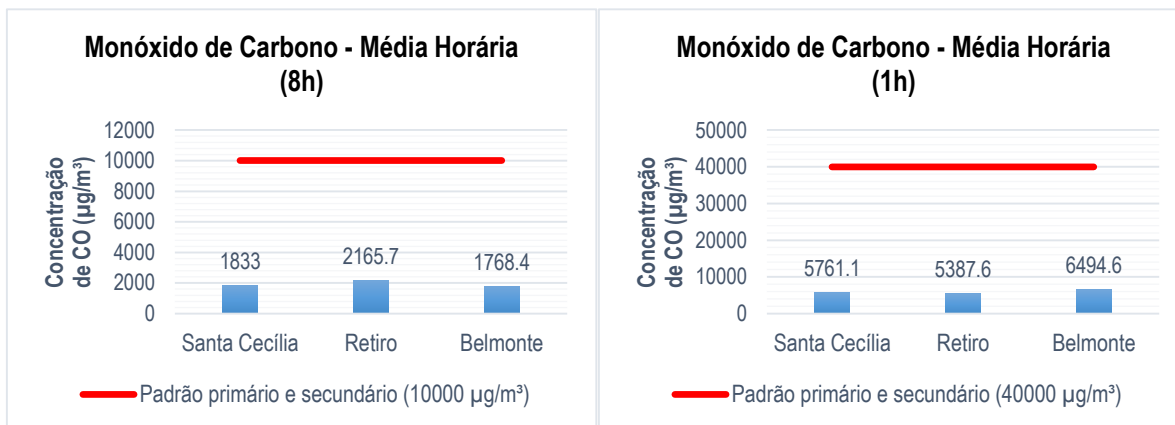 Monóxido de Carbono - Média Horária
(8h)
Concentração
de CO (µg/m³)
12000
10000
8000
6000
4000
2000
0
1833
2165.7
1768.4
Santa Cecília
Retiro
Belmonte
Padrão primário e secundário (10000 µg/m³)
Monóxido de Carbono - Média Horária
(1h)
Concentração
de CO (µg/m³)
50000
40000
30000
20000
10000
0
5761.1
5387.6
6494.6
Santa Cecília
Retiro
Belmonte
Padrão primário e secundário (40000 µg/m³)